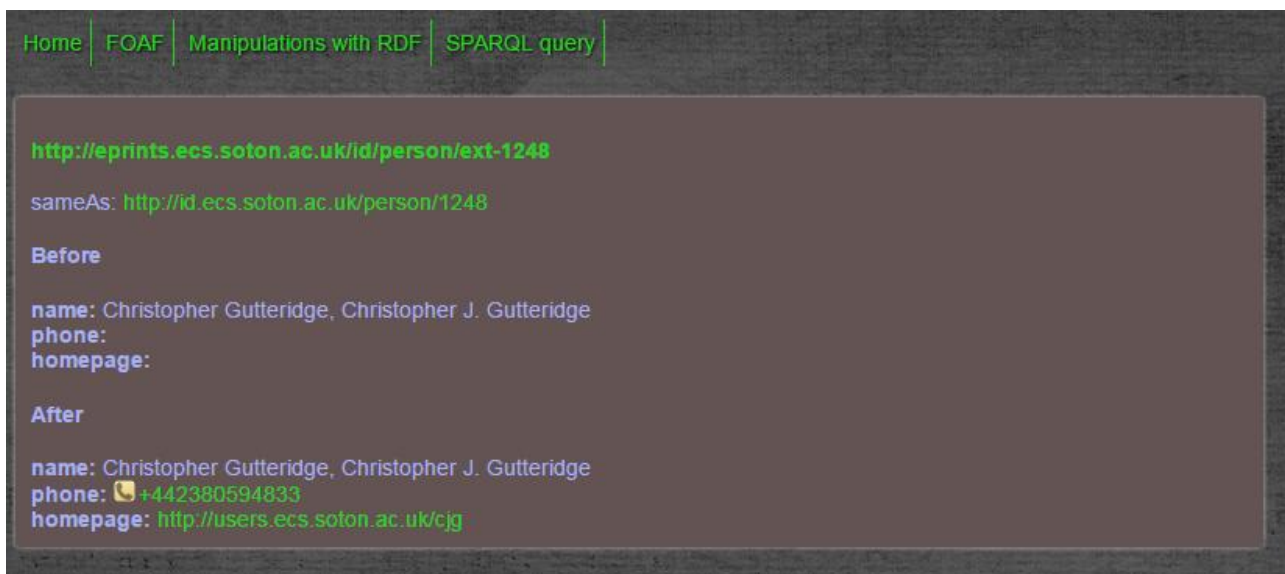 Home FOAF Manipulations with RDF SPARQL query
http://eprints.ecs.soton.ac.uk/id/person/ext-1248
sameAs: http://id.ecs.soton.ac.uk/person/1248
Before
name: Christopher Gutteridge, Christopher J. Gutteridge
phone:
homepage:
After
name: Christopher Gutteridge, Christopher J. Gutteridge
phone: +442380594833
homepage: http://users.ecs.soton.ac.uk/cjg